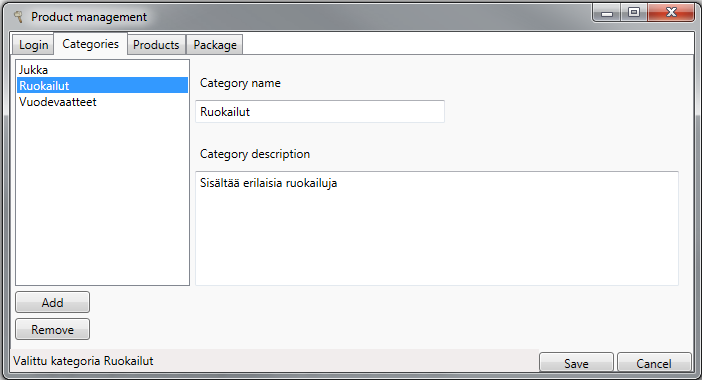 Product management
Login Categories Products Package
Jukka
Ruokailut
Vuodevaatteet
Category name
Ruokailut
Category description
Sisältää erilaisia ruokailuja
Add
Remove
Valittu kategoria Ruokailut
Save Cancel